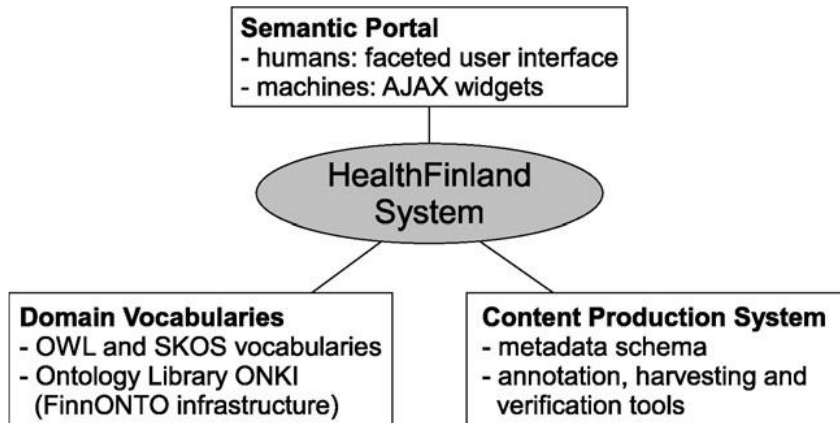 Semantic Portal
- humans: faceted user interface
- machines: AJAX widgets
HealthFinland
System
Domain Vocabularies
- OWL and SKOS vocabularies
- Ontology Library ONKI
(FinnONTO infrastructure)
Content Production System
- metadata schema
- annotation, harvesting and
verification tools